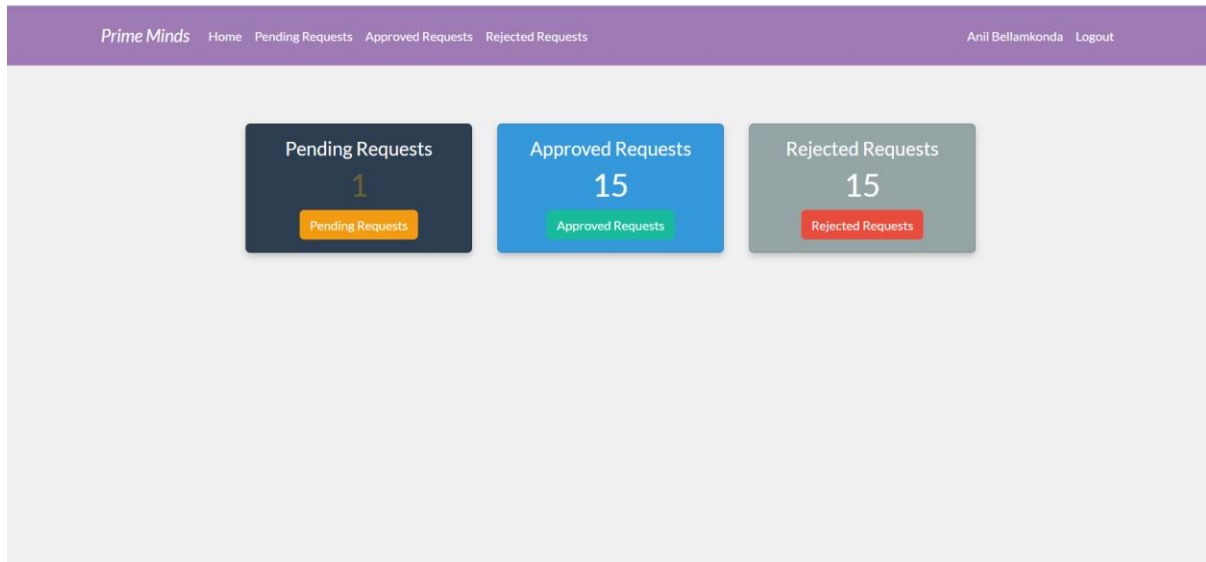 Prime Minds Home Pending Requests Approved Requests Rejected Requests Anil Bellamkonda Logout
Pending Requests
1
Pending Requests
Approved Requests
15
Approved Requests
Rejected Requests
15
Rejected Requests